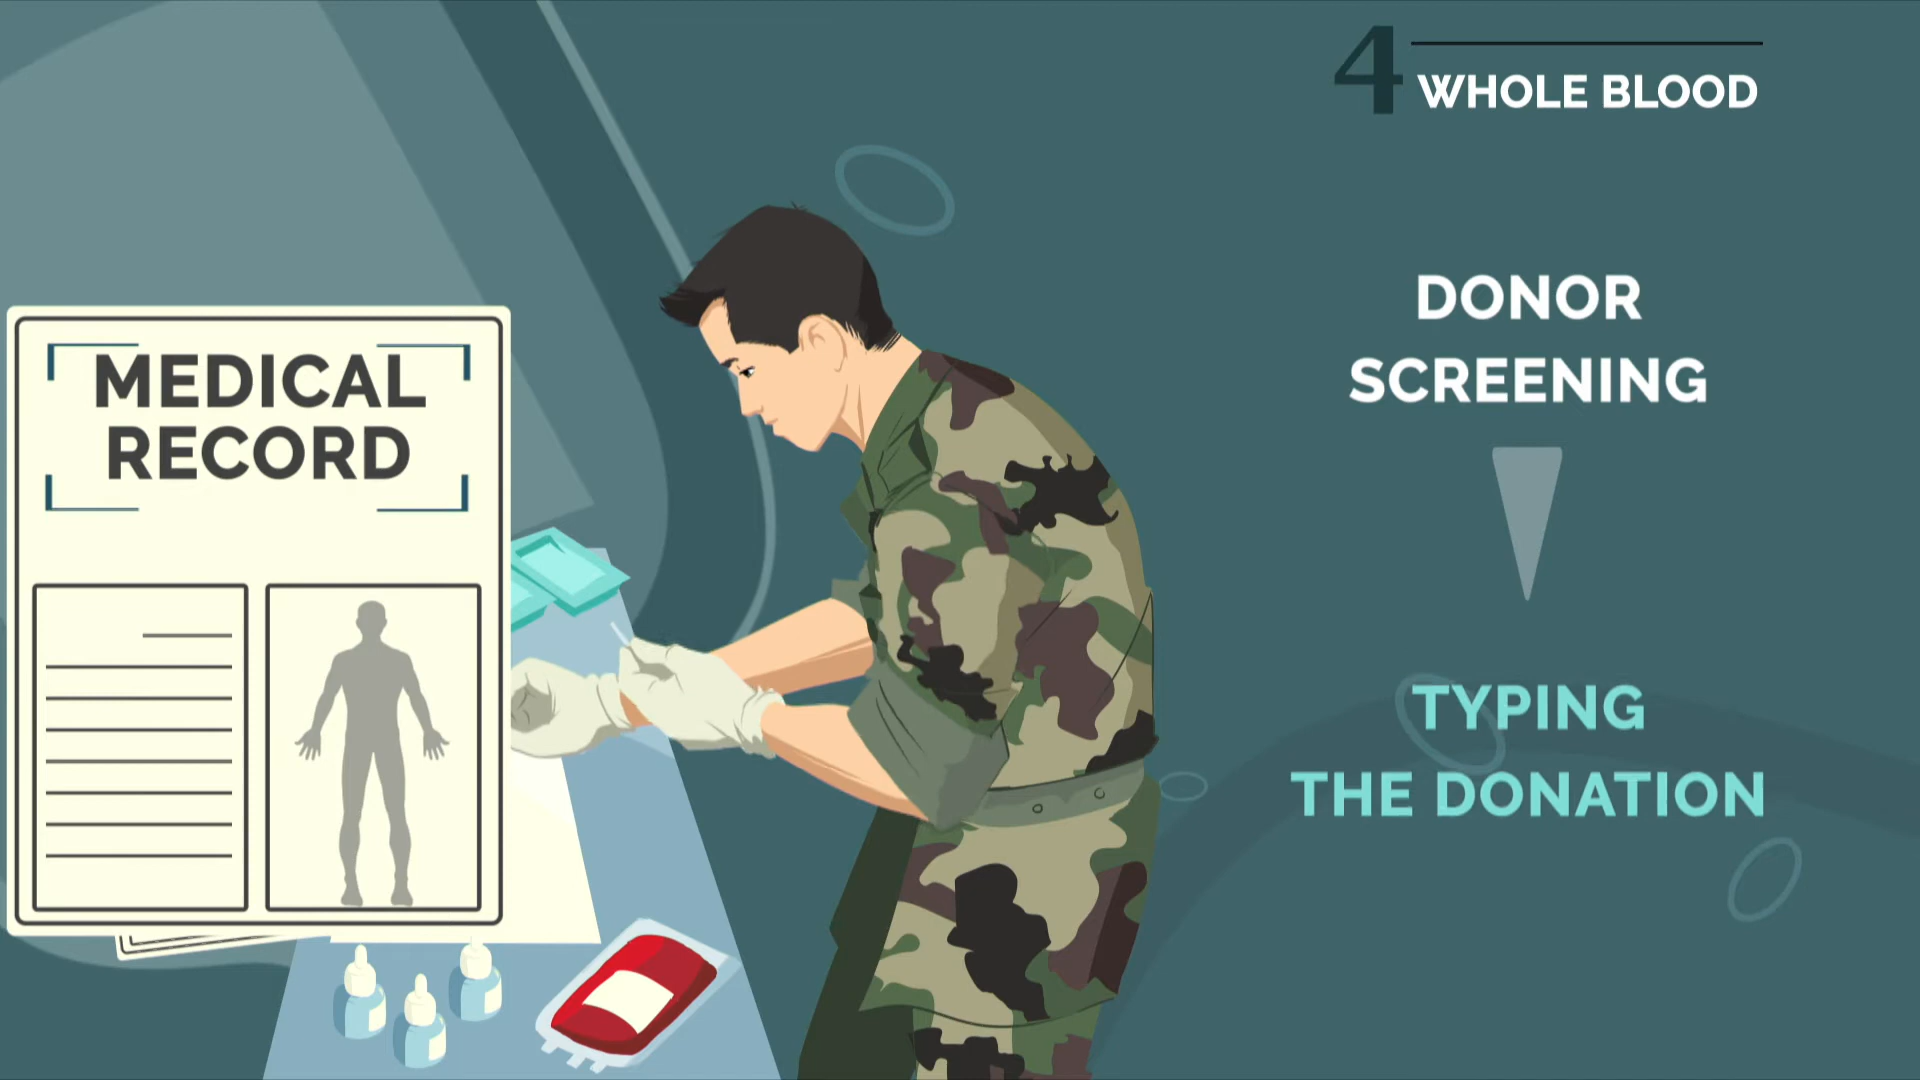 4 WHOLE BLOOD
DONOR
SCREENING
TYPING
THE DONATION
MEDICAL
RECORD